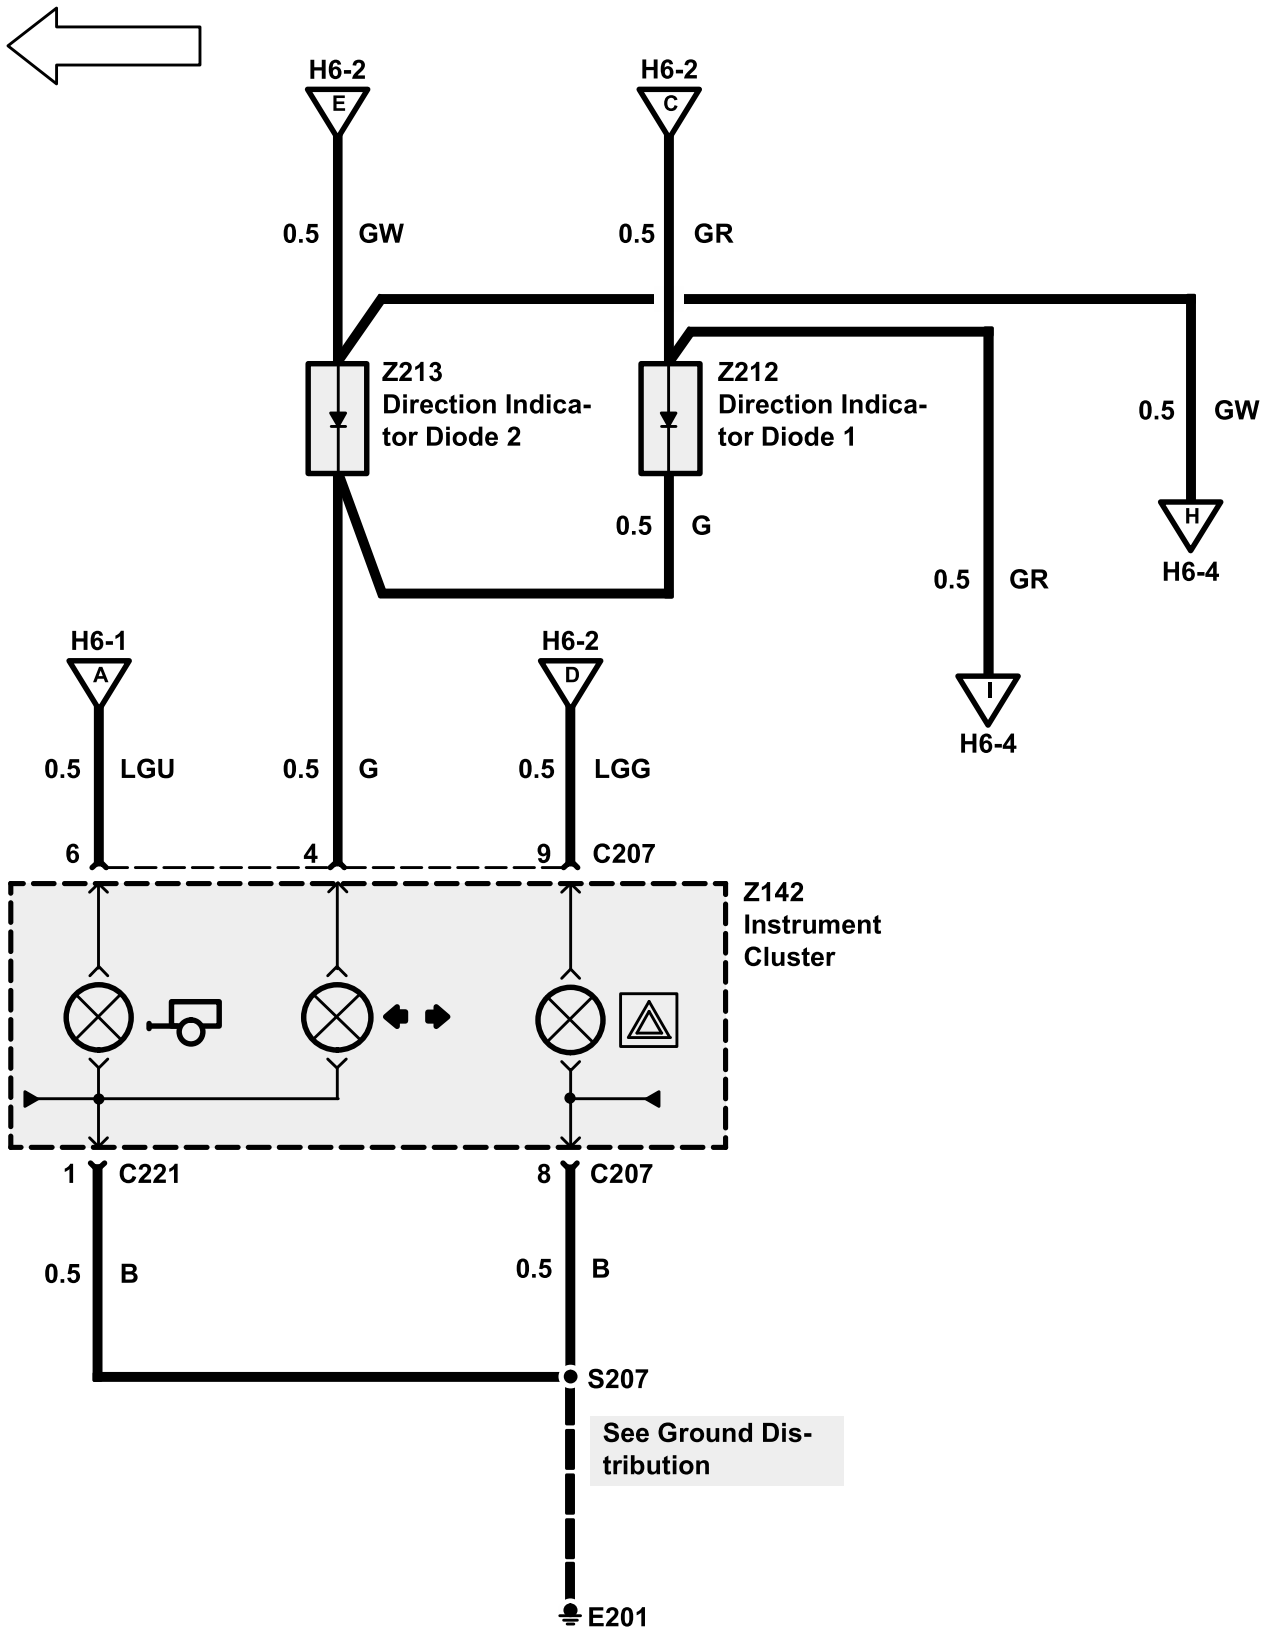 H6-2
E
H6-2
C
0.5 GW
0.5 GR
Z213
Direction Indica-
tor Diode 2
Z212
Direction Indica-
tor Diode 1
0.5 GW
H
H6-4
0.5 G
0.5 GR
I
H6-4
H6-1
A
H6-2
D
0.5 LGU
0.5 G
0.5 LGG
6
4
9 C207
Z142
Instrument
Cluster
1 C221
8 C207
0.5 B
0.5 B
S207
See Ground Dis-
tribution
E201